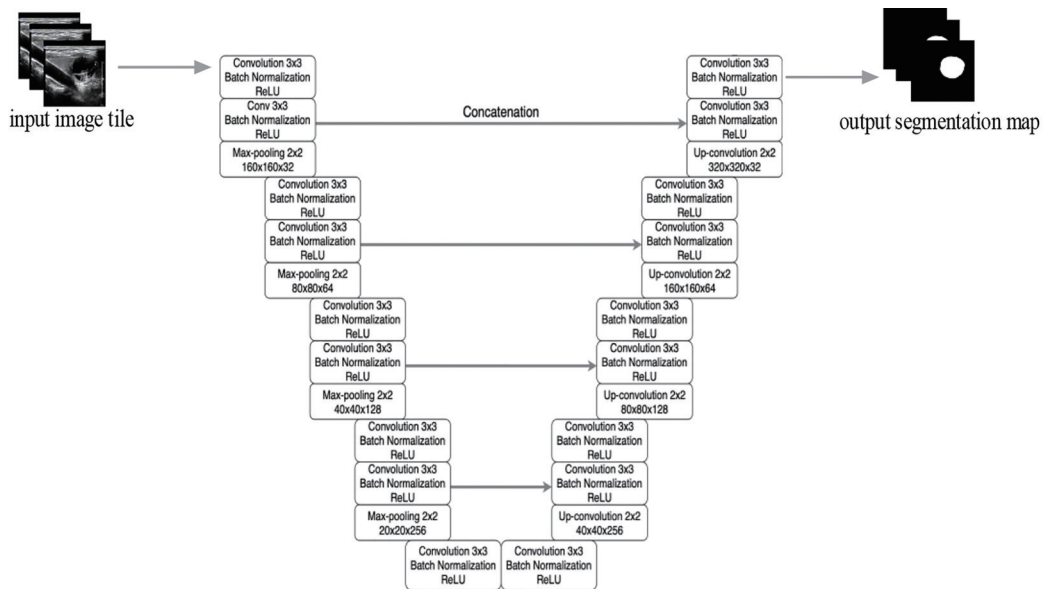 input image tile
Convolution 3x3
Batch Normalization
ReLU
Conv 3x3
Batch Normalization
ReLU
Max-pooling 2x2
160x160x32
Convolution 3x3
Batch Normalization
ReLU
Convolution 3x3
Batch Normalization
ReLU
Max-pooling 2x2
80x80x64
Convolution 3x3
Batch Normalization
ReLU
Convolution 3x3
Batch Normalization
ReLU
Max-pooling 2x2
40x40x128
Convolution 3x3
Batch Normalization
ReLU
Convolution 3x3
Batch Normalization
ReLU
Max-pooling 2x2
20x20x256
Convolution 3x3
Batch Normalization
ReLU
Convolution 3x3
Batch Normalization
ReLU
Concatenation
Convolution 3x3
Batch Normalization
ReLU
Convolution 3x3
Batch Normalization
ReLU
Up-convolution 2x2
320x320x32
Convolution 3x3
Batch Normalization
ReLU
Convolution 3x3
Batch Normalization
ReLU
Up-convolution 2x2
160x160x64
Convolution 3x3
Batch Normalization
ReLU
Convolution 3x3
Batch Normalization
ReLU
Up-convolution 2x2
80x80x128
Convolution 3x3
Batch Normalization
ReLU
Convolution 3x3
Batch Normalization
ReLU
Up-convolution 2x2
40x40x256
output segmentation map